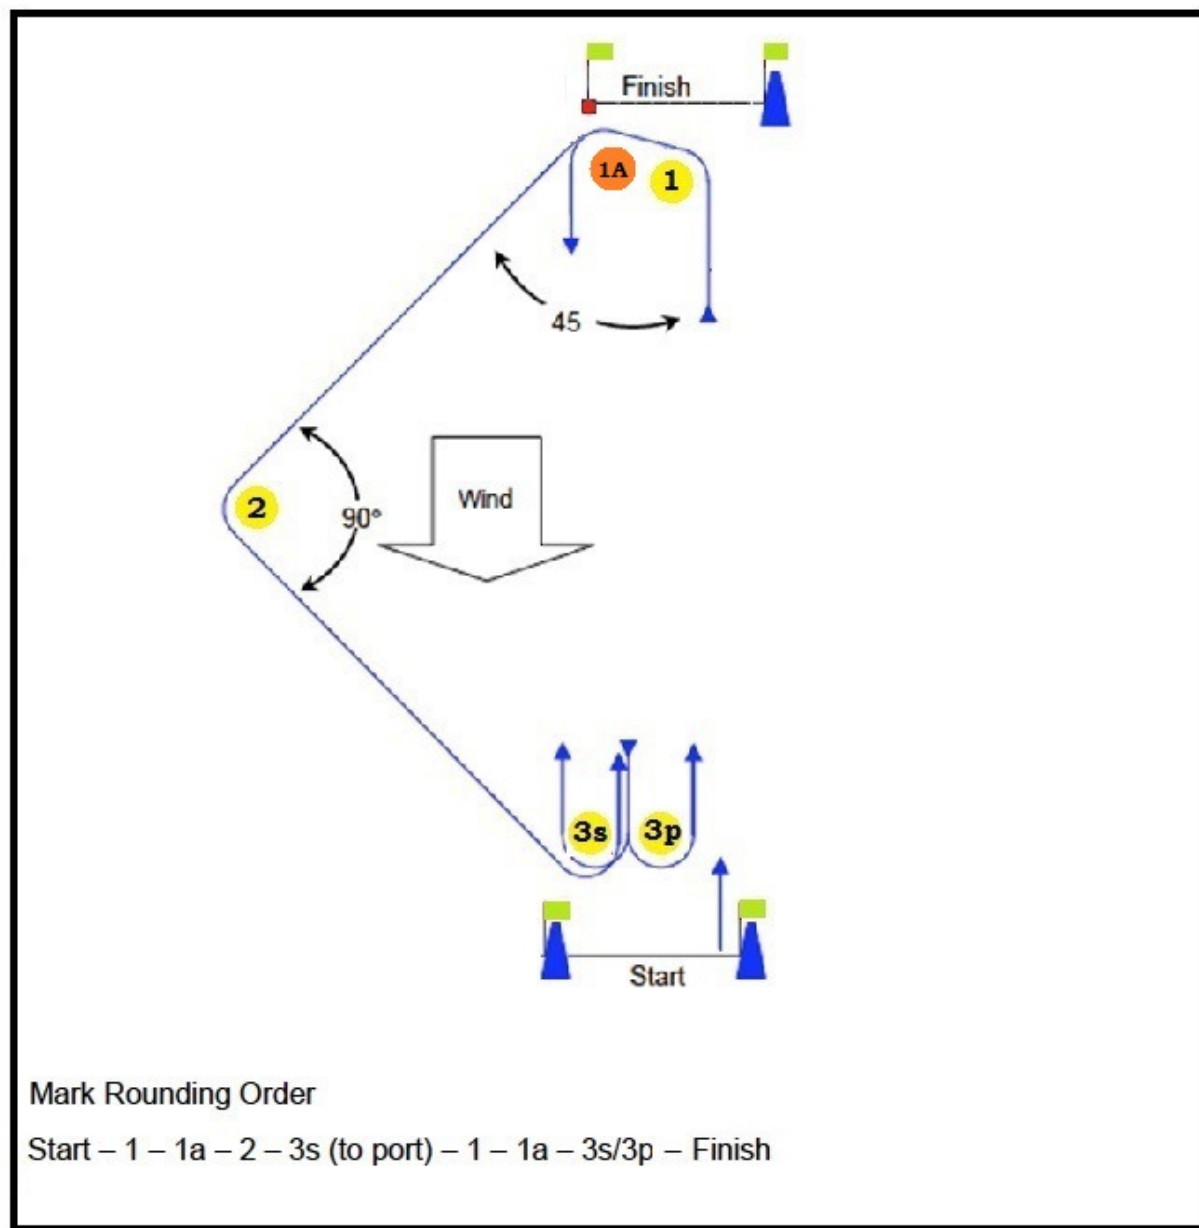 Finish
1A
1
45
2
90°
Wind
3s
3p
Start
Mark Rounding Order
Start – 1 – 1a – 2 – 3s (to port) – 1 – 1a – 3s/3p – Finish